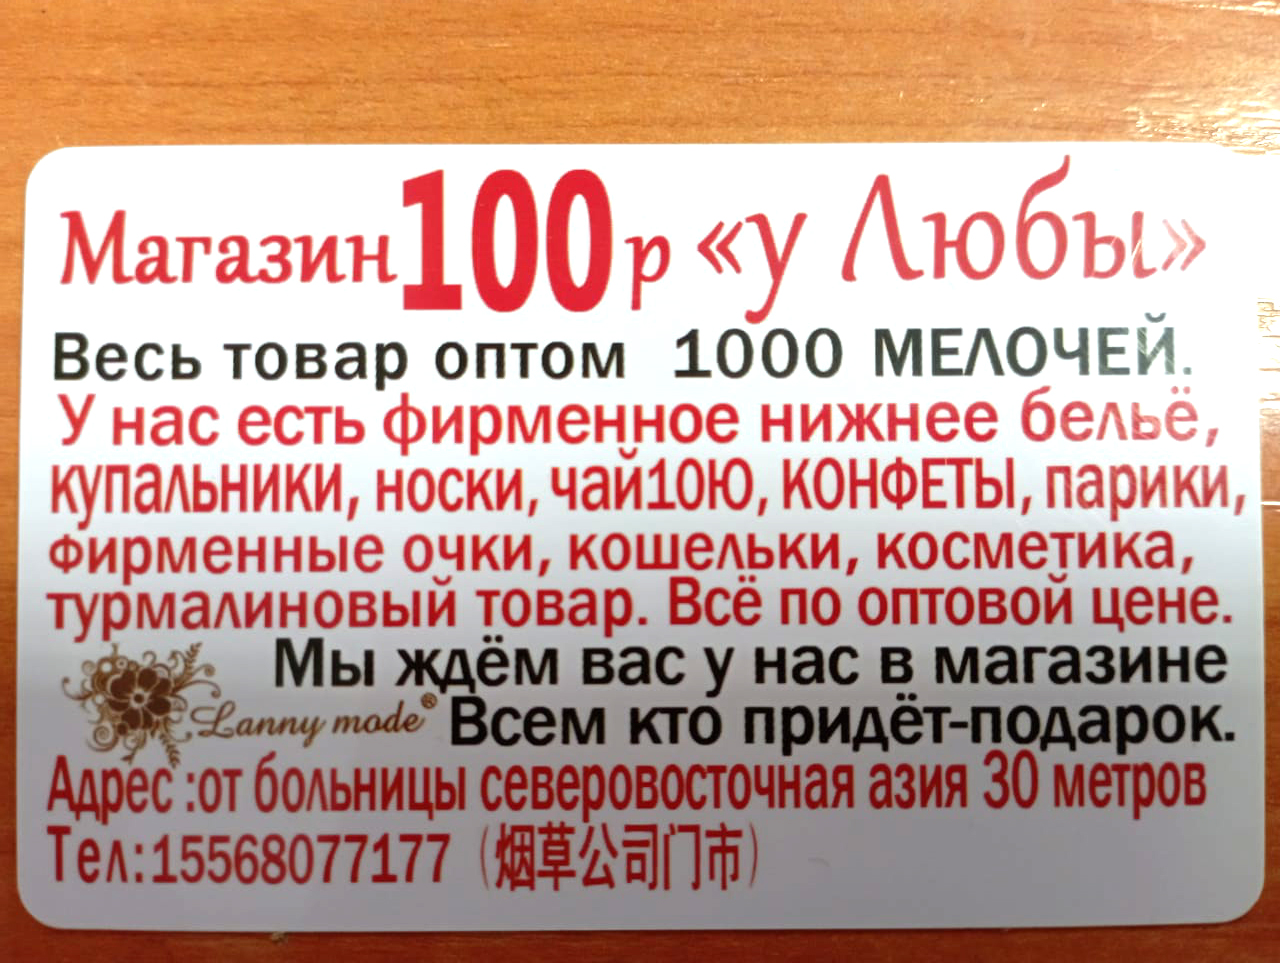 Магазин 100 р «у Любы»
Весь товар оптом 1000 МЕЛОЧЕЙ.
У нас есть фирменное нижнее бельё,
купальники, носки, чай10Ю, КОНФЕТЫ, парики,
фирменные очки, кошельки, косметика,
турмалиновый товар. Всё по оптовой цене.
Мы ждём вас у нас в магазине
Lanny mode® Всем кто придёт-подарок.
Адрес :от больницы северовосточная азия 30 метров
Тел:15568077177 (烟草公司门市)